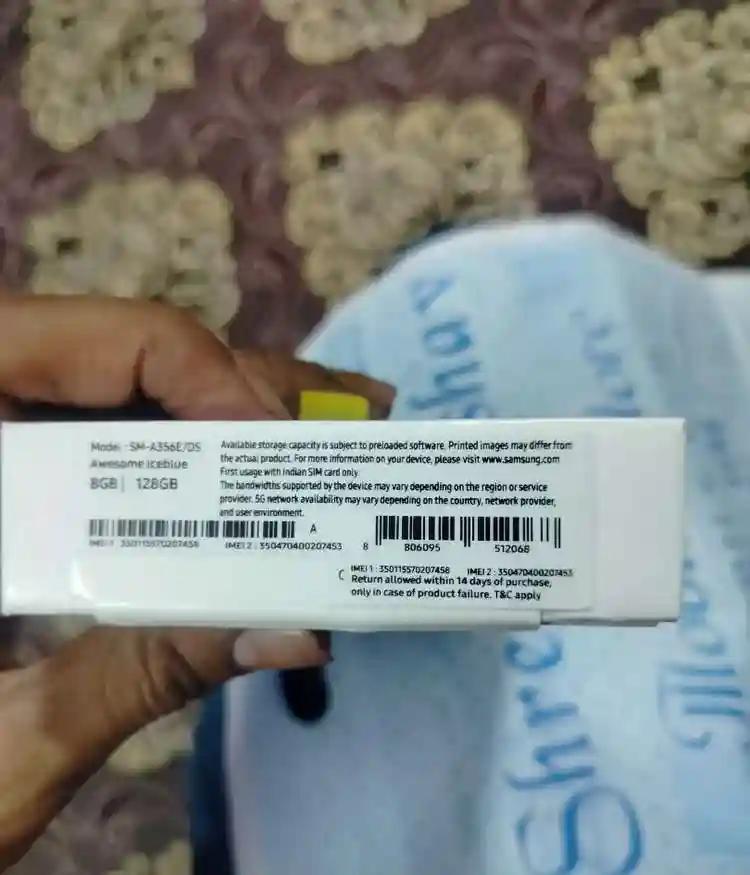 Model : SM-A356E/DS
Awesome Iceblue
8GB | 128GB
Available storage capacity is subject to preloaded software. Printed images may differ from
the actual product. For more information on your device, please visit www.samsung.com
First usage with Indian SIM card only.
The bandwidths supported by the device may vary depending on the region or service
provider. 5G network availability may vary depending on the country, network provider,
and user environment.
A
IMEI 1 : 350115570207458 IMEI 2 : 350470400207453
8 806095 512068
IMEI 1 : 350115570207458 IMEI 2 : 350470400207453
Return allowed within 14 days of purchase,
only in case of product failure. T&C apply